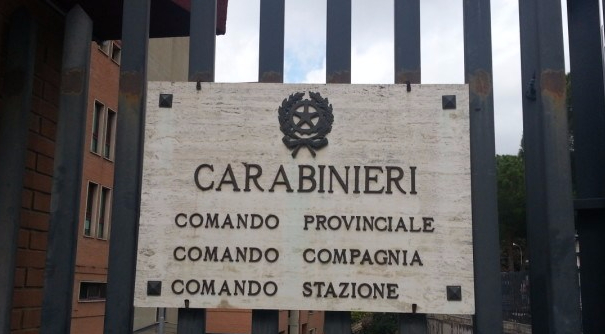 CARABINIERI
COMANDO PROVINCIALE
COMANDO COMPAGNIA
COMANDO STAZIONE